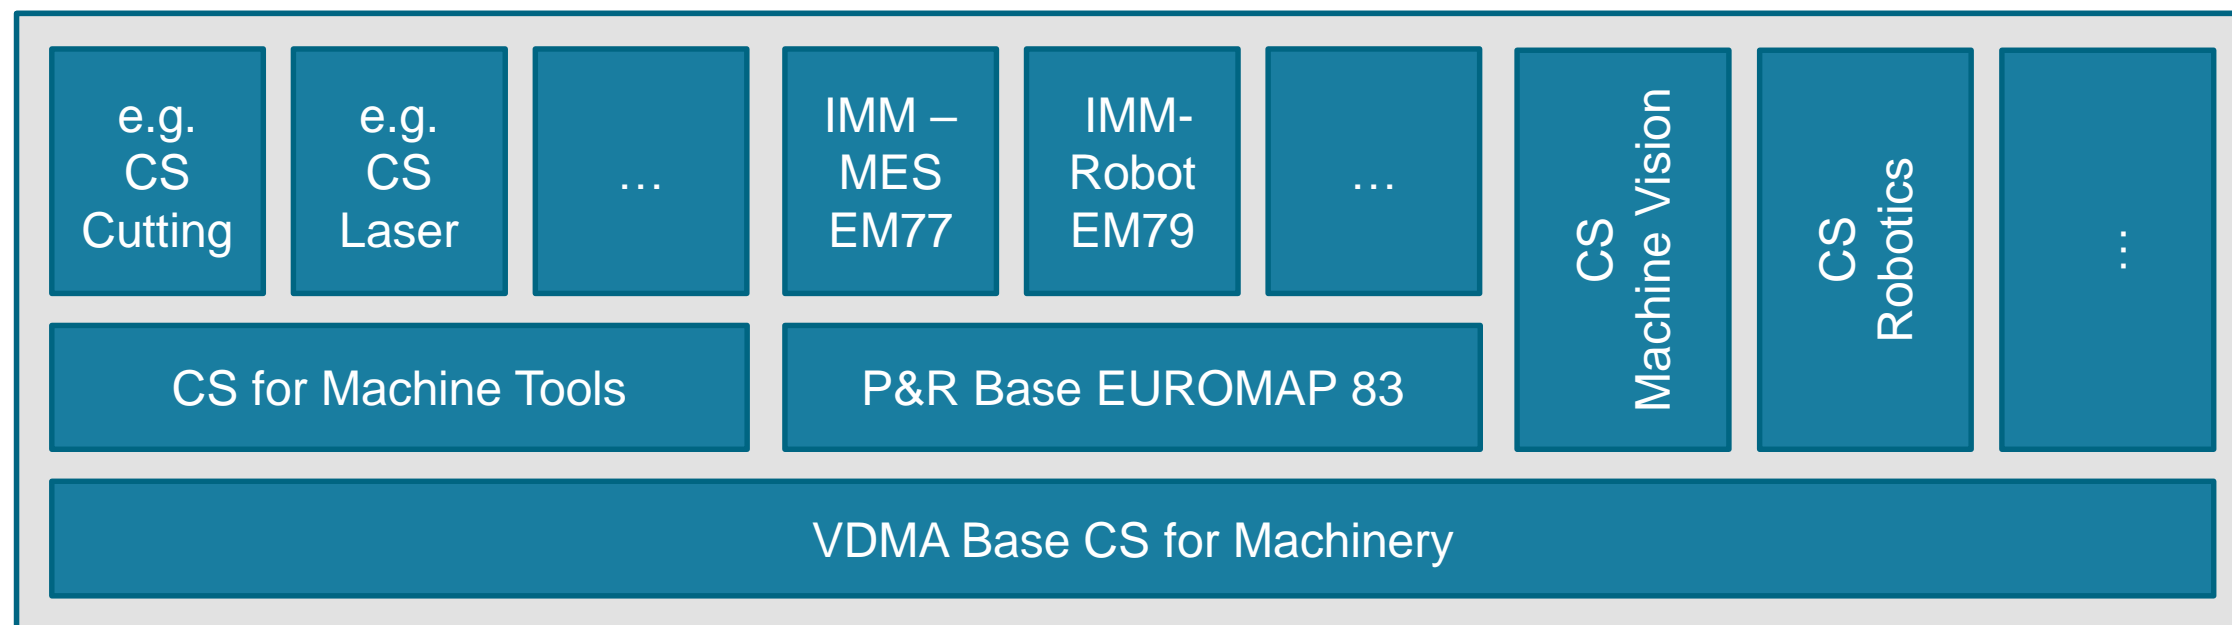 e.g.
CS
Cutting
e.g.
CS
Laser
...
IMM –
MES
EM77
IMM-
Robot
EM79
...
CS
Machine Vision
CS
Robotics
...
CS for Machine Tools
P&R Base EUROMAP 83
VDMA Base CS for Machinery